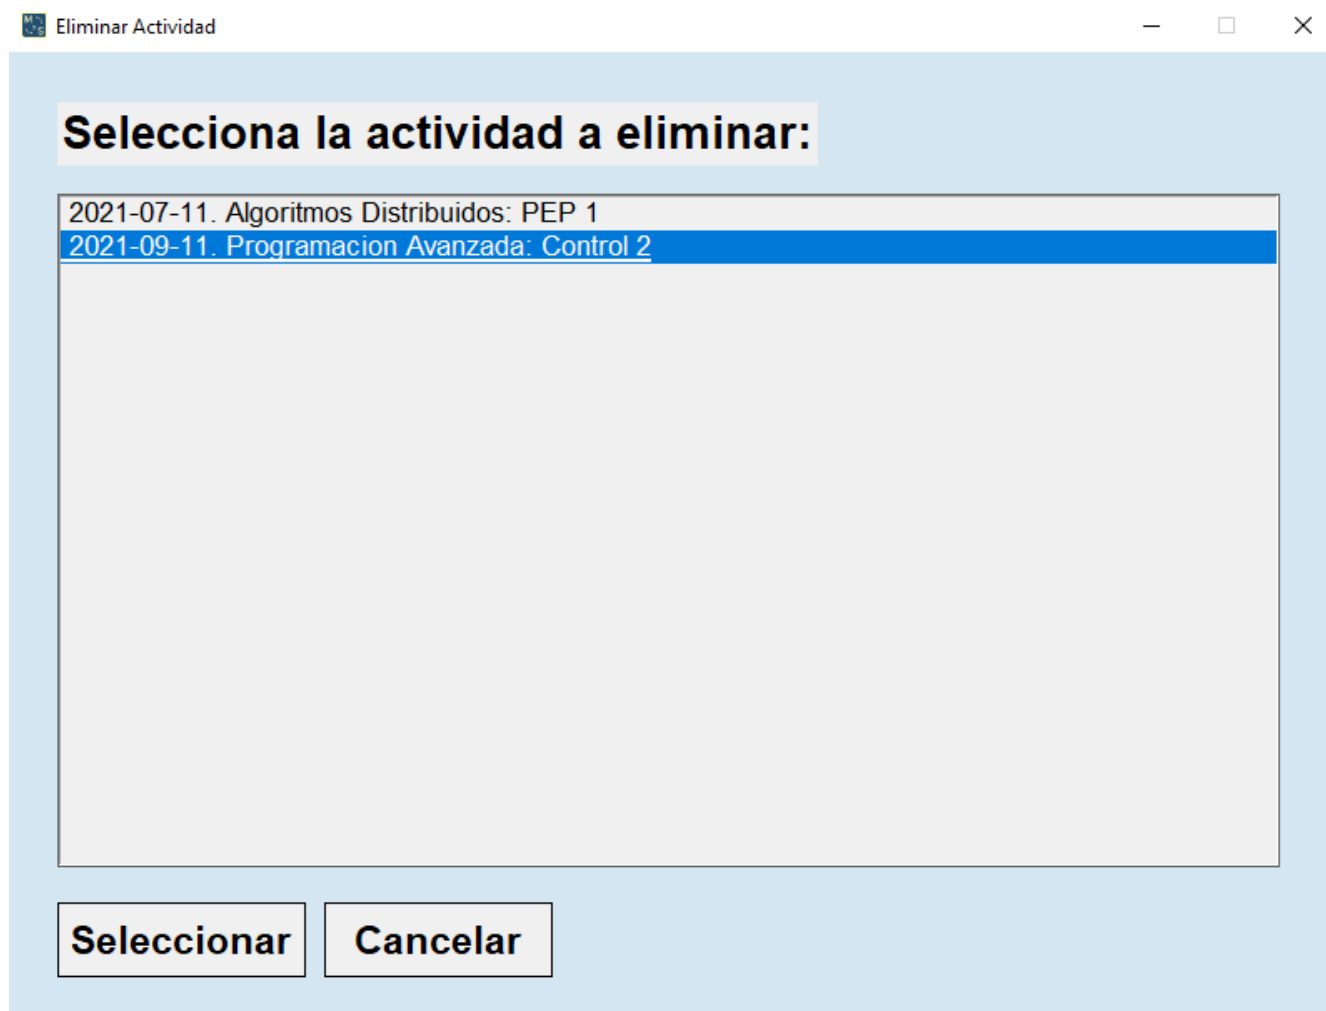 Eliminar Actividad
Selecciona la actividad a eliminar:
2021-07-11. Algoritmos Distribuidos: PEP 1
2021-09-11. Programacion Avanzada: Control 2
Seleccionar
Cancelar